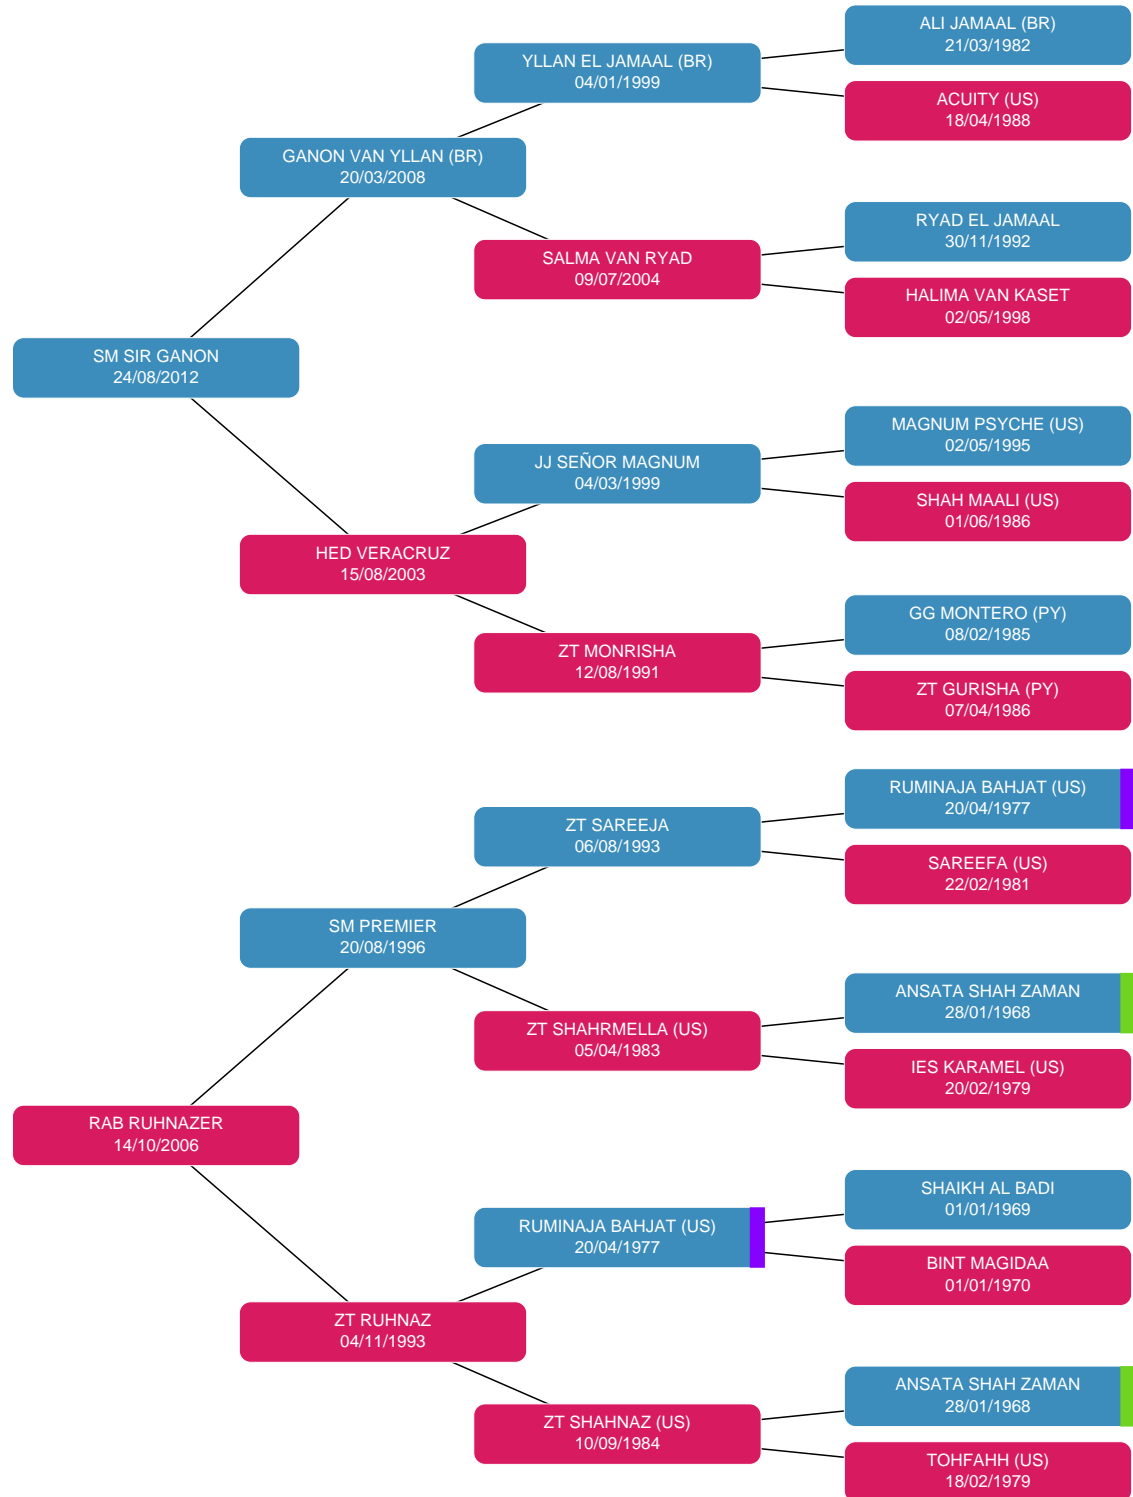 ALI JAMAAL (BR)
21/03/1982
YLLAN EL JAMAAL (BR)
04/01/1999
ACUITY (US)
18/04/1988
GANON VAN YLLAN (BR)
20/03/2008
RYAD EL JAMAAL
30/11/1992
SALMA VAN RYAD
09/07/2004
HALIMA VAN KASET
02/05/1998
SM SIR GANON
24/08/2012
MAGNUM PSYCHE (US)
02/05/1995
JJ SEÑOR MAGNUM
04/03/1999
SHAH MAALI (US)
01/06/1986
HED VERACRUZ
15/08/2003
GG MONTERO (PY)
08/02/1985
ZT MONRISHA
12/08/1991
ZT GURISHA (PY)
07/04/1986
RUMINAJA BAHJAT (US)
20/04/1977
ZT SAREEJA
06/08/1993
SAREEFA (US)
22/02/1981
SM PREMIER
20/08/1996
ANSATA SHAH ZAMAN
28/01/1968
ZT SHAHRMELLA (US)
05/04/1983
IES KARAMEL (US)
20/02/1979
RAB RUHNAZER
14/10/2006
SHAIKH AL BADI
01/01/1969
RUMINAJA BAHJAT (US)
20/04/1977
BINT MAGIDAA
01/01/1970
ZT RUHNAZ
04/11/1993
ANSATA SHAH ZAMAN
28/01/1968
ZT SHAHNAZ (US)
10/09/1984
TOHFAHH (US)
18/02/1979